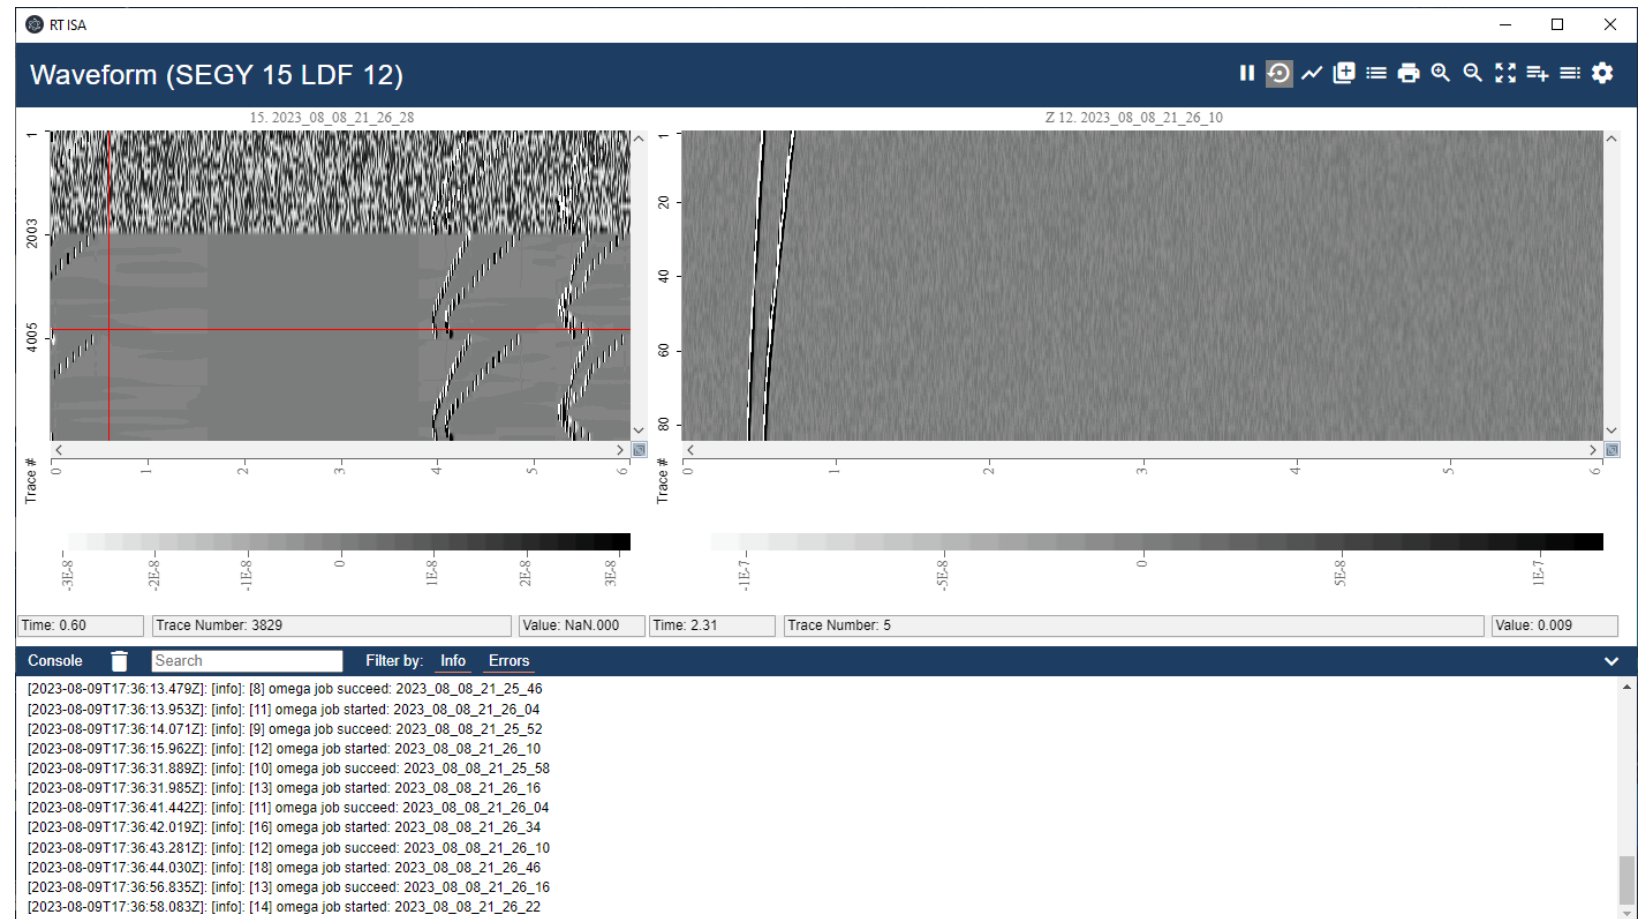 RT ISA
Waveform (SEGY 15 LDF 12)
15. 2023_08_08_21_26_28
Z 12. 2023_08_08_21_26_10
1
2003
4005
Trace #
0 1 2 3 4 5 6
1
20
40
60
80
Trace #
0 1 2 3 4 5 6
-3E-8 -2E-8 -1E-8 0 1E-8 2E-8 3E-8
-1E-7 -5E-8 0 5E-8 1E-7
Time: 0.60 Trace Number: 3829 Value: NaN.000 Time: 2.31 Trace Number: 5 Value: 0.009
Console Search Filter by: Info Errors
[2023-08-09T17:36:13.479Z]: [info]: [8] omega job succeed: 2023_08_08_21_25_46
[2023-08-09T17:36:13.953Z]: [info]: [11] omega job started: 2023_08_08_21_26_04
[2023-08-09T17:36:14.071Z]: [info]: [9] omega job succeed: 2023_08_08_21_25_52
[2023-08-09T17:36:15.962Z]: [info]: [12] omega job started: 2023_08_08_21_26_10
[2023-08-09T17:36:31.889Z]: [info]: [10] omega job succeed: 2023_08_08_21_25_58
[2023-08-09T17:36:31.985Z]: [info]: [13] omega job started: 2023_08_08_21_26_16
[2023-08-09T17:36:41.442Z]: [info]: [11] omega job succeed: 2023_08_08_21_26_04
[2023-08-09T17:36:42.019Z]: [info]: [16] omega job started: 2023_08_08_21_26_34
[2023-08-09T17:36:43.281Z]: [info]: [12] omega job succeed: 2023_08_08_21_26_10
[2023-08-09T17:36:44.030Z]: [info]: [18] omega job started: 2023_08_08_21_26_46
[2023-08-09T17:36:56.835Z]: [info]: [13] omega job succeed: 2023_08_08_21_26_16
[2023-08-09T17:36:58.083Z]: [info]: [14] omega job started: 2023_08_08_21_26_22